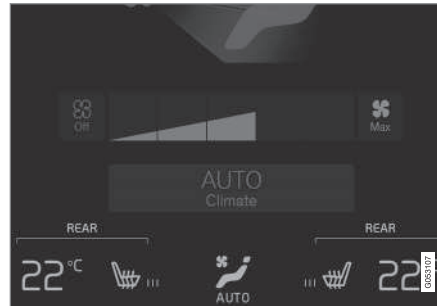 Off
Max
AUTO
Climate
REAR
REAR
22°C
AUTO
22
G053107